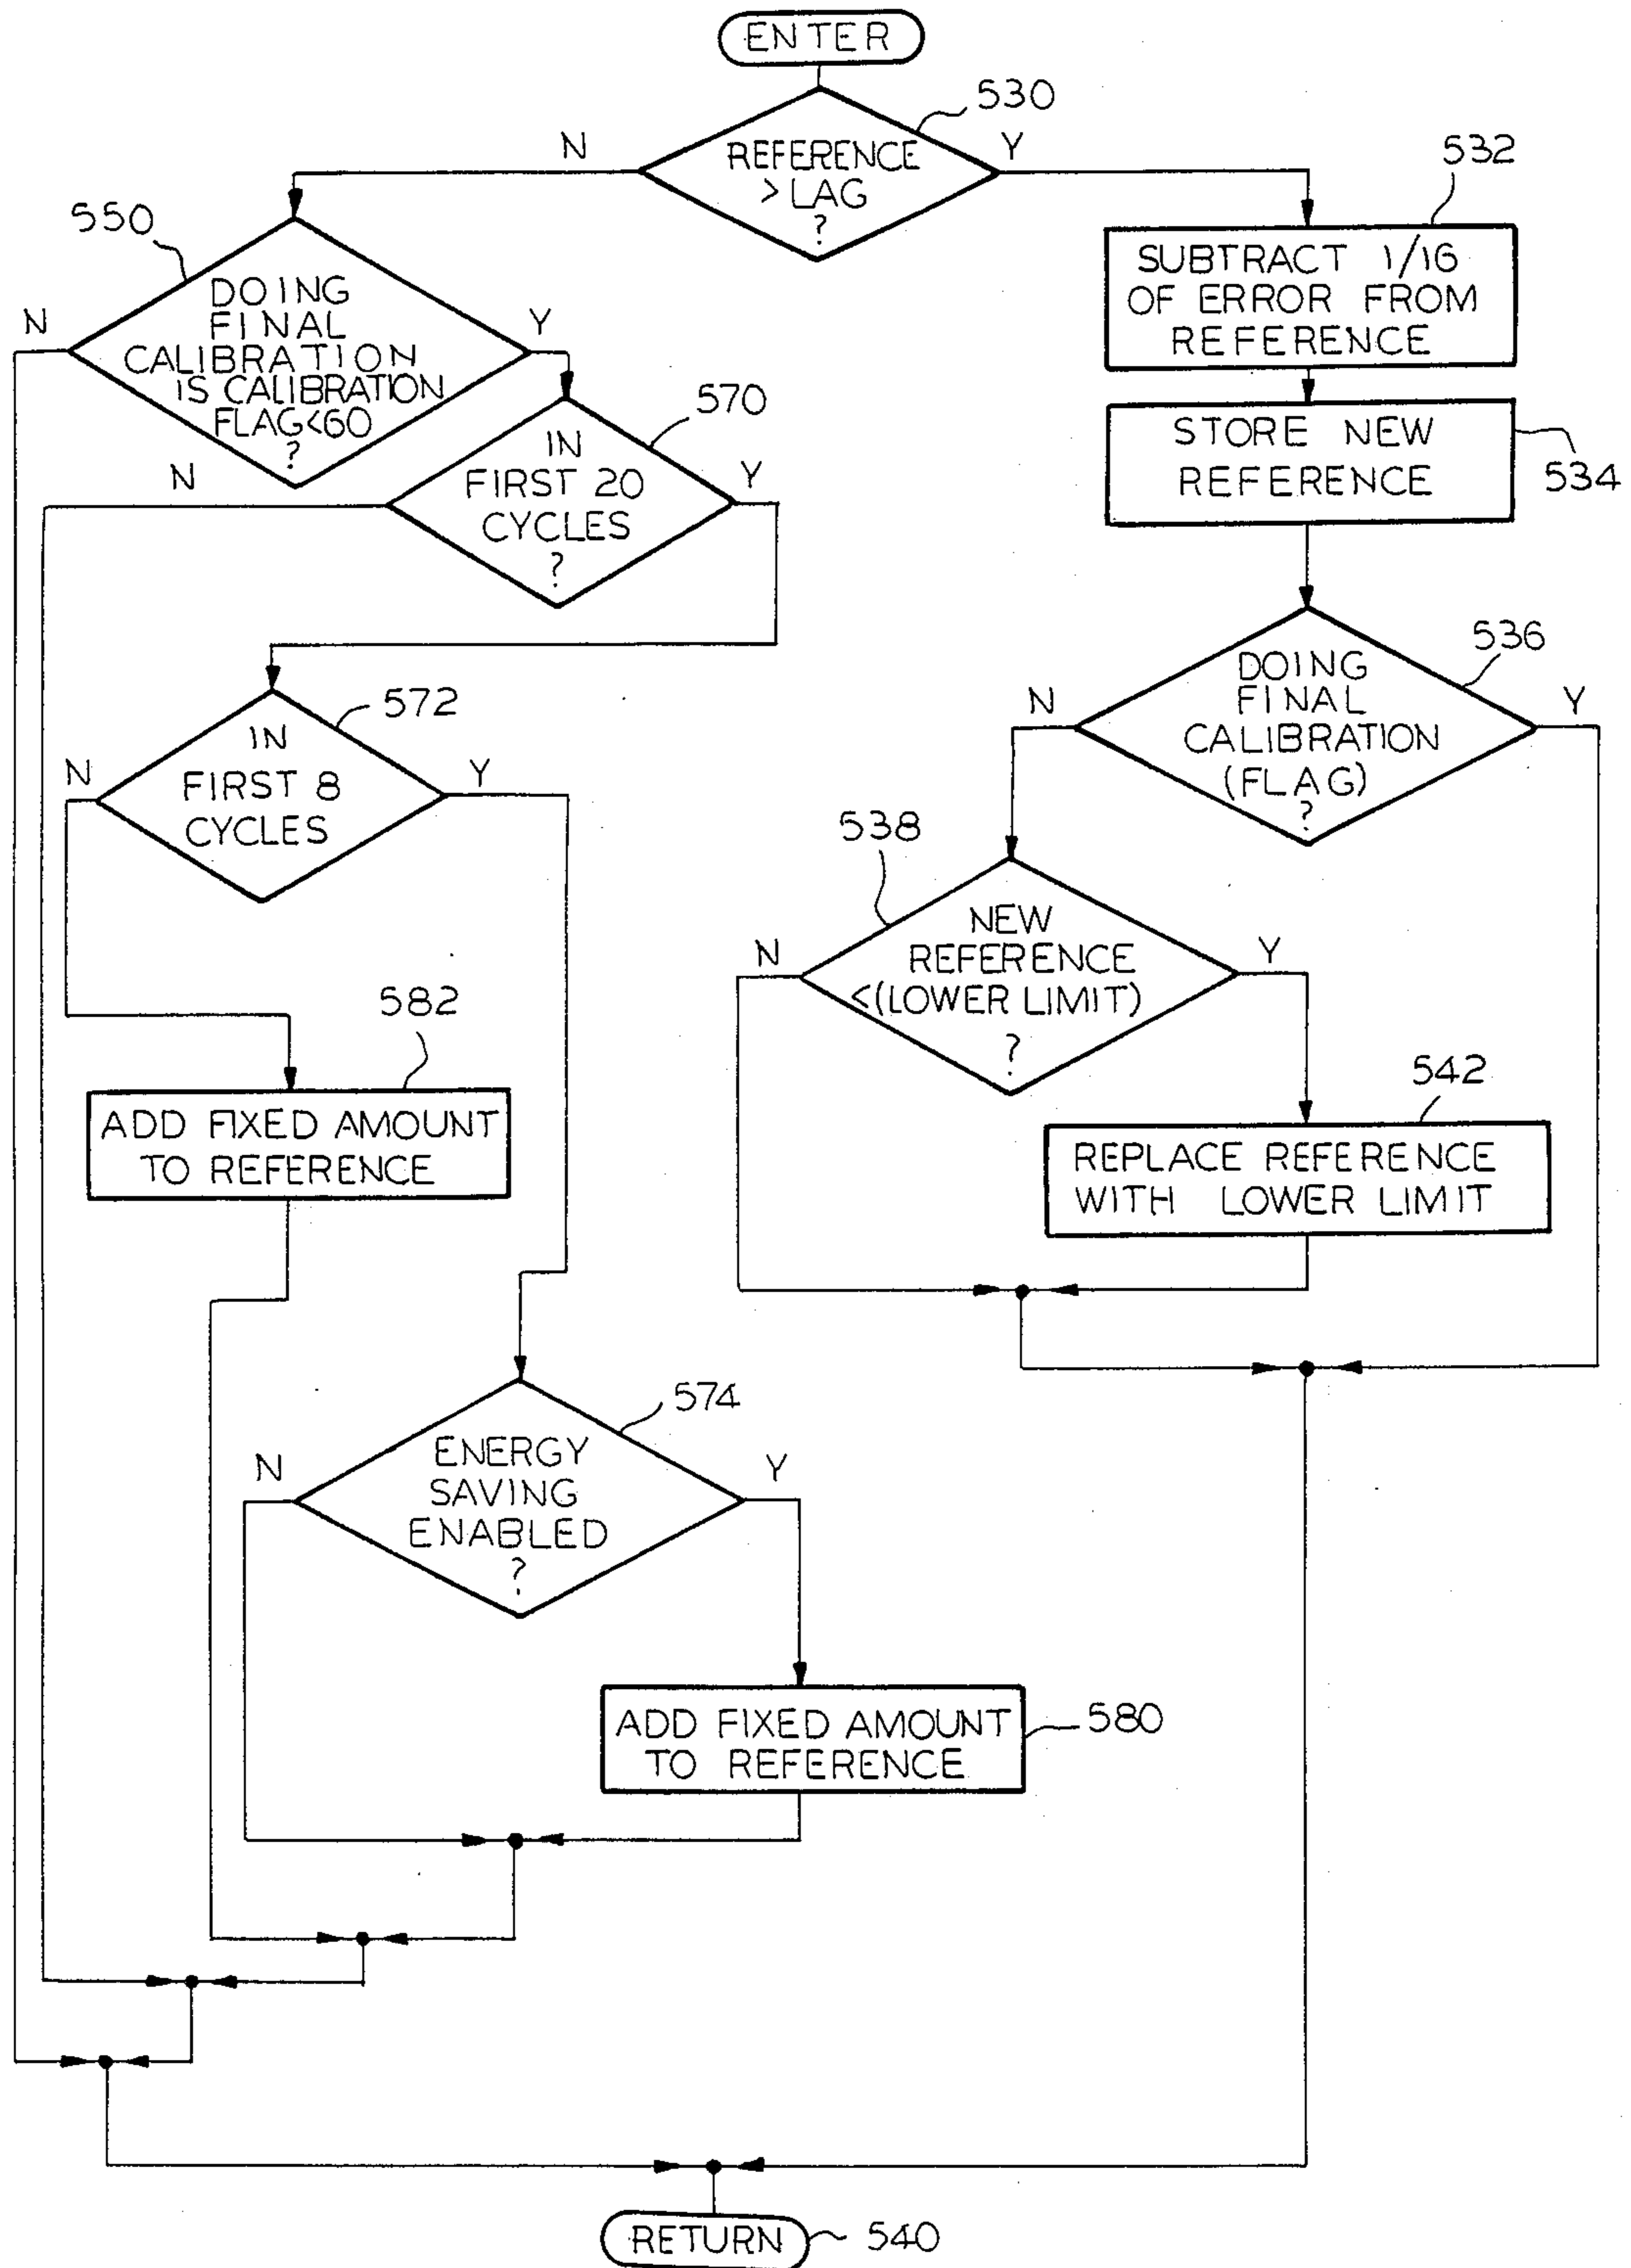 ENTER
530
N
REFERENCE
> LAG
?
Y
532
SUBTRACT 1/16
OF ERROR FROM
REFERENCE
550
N
DOING
FINAL
CALIBRATION
IS CALIBRATION
FLAG<60
?
Y
534
STORE NEW
REFERENCE
570
N
IN
FIRST 20
CYCLES
?
Y
536
N
DOING
FINAL
CALIBRATION
(FLAG)
?
Y
572
N
IN
FIRST 8
CYCLES
Y
538
N
NEW
REFERENCE
<(LOWER LIMIT)
?
Y
582
ADD FIXED AMOUNT
TO REFERENCE
542
REPLACE REFERENCE
WITH LOWER LIMIT
574
N
ENERGY
SAVING
ENABLED
?
Y
ADD FIXED AMOUNT
TO REFERENCE
580
RETURN
540